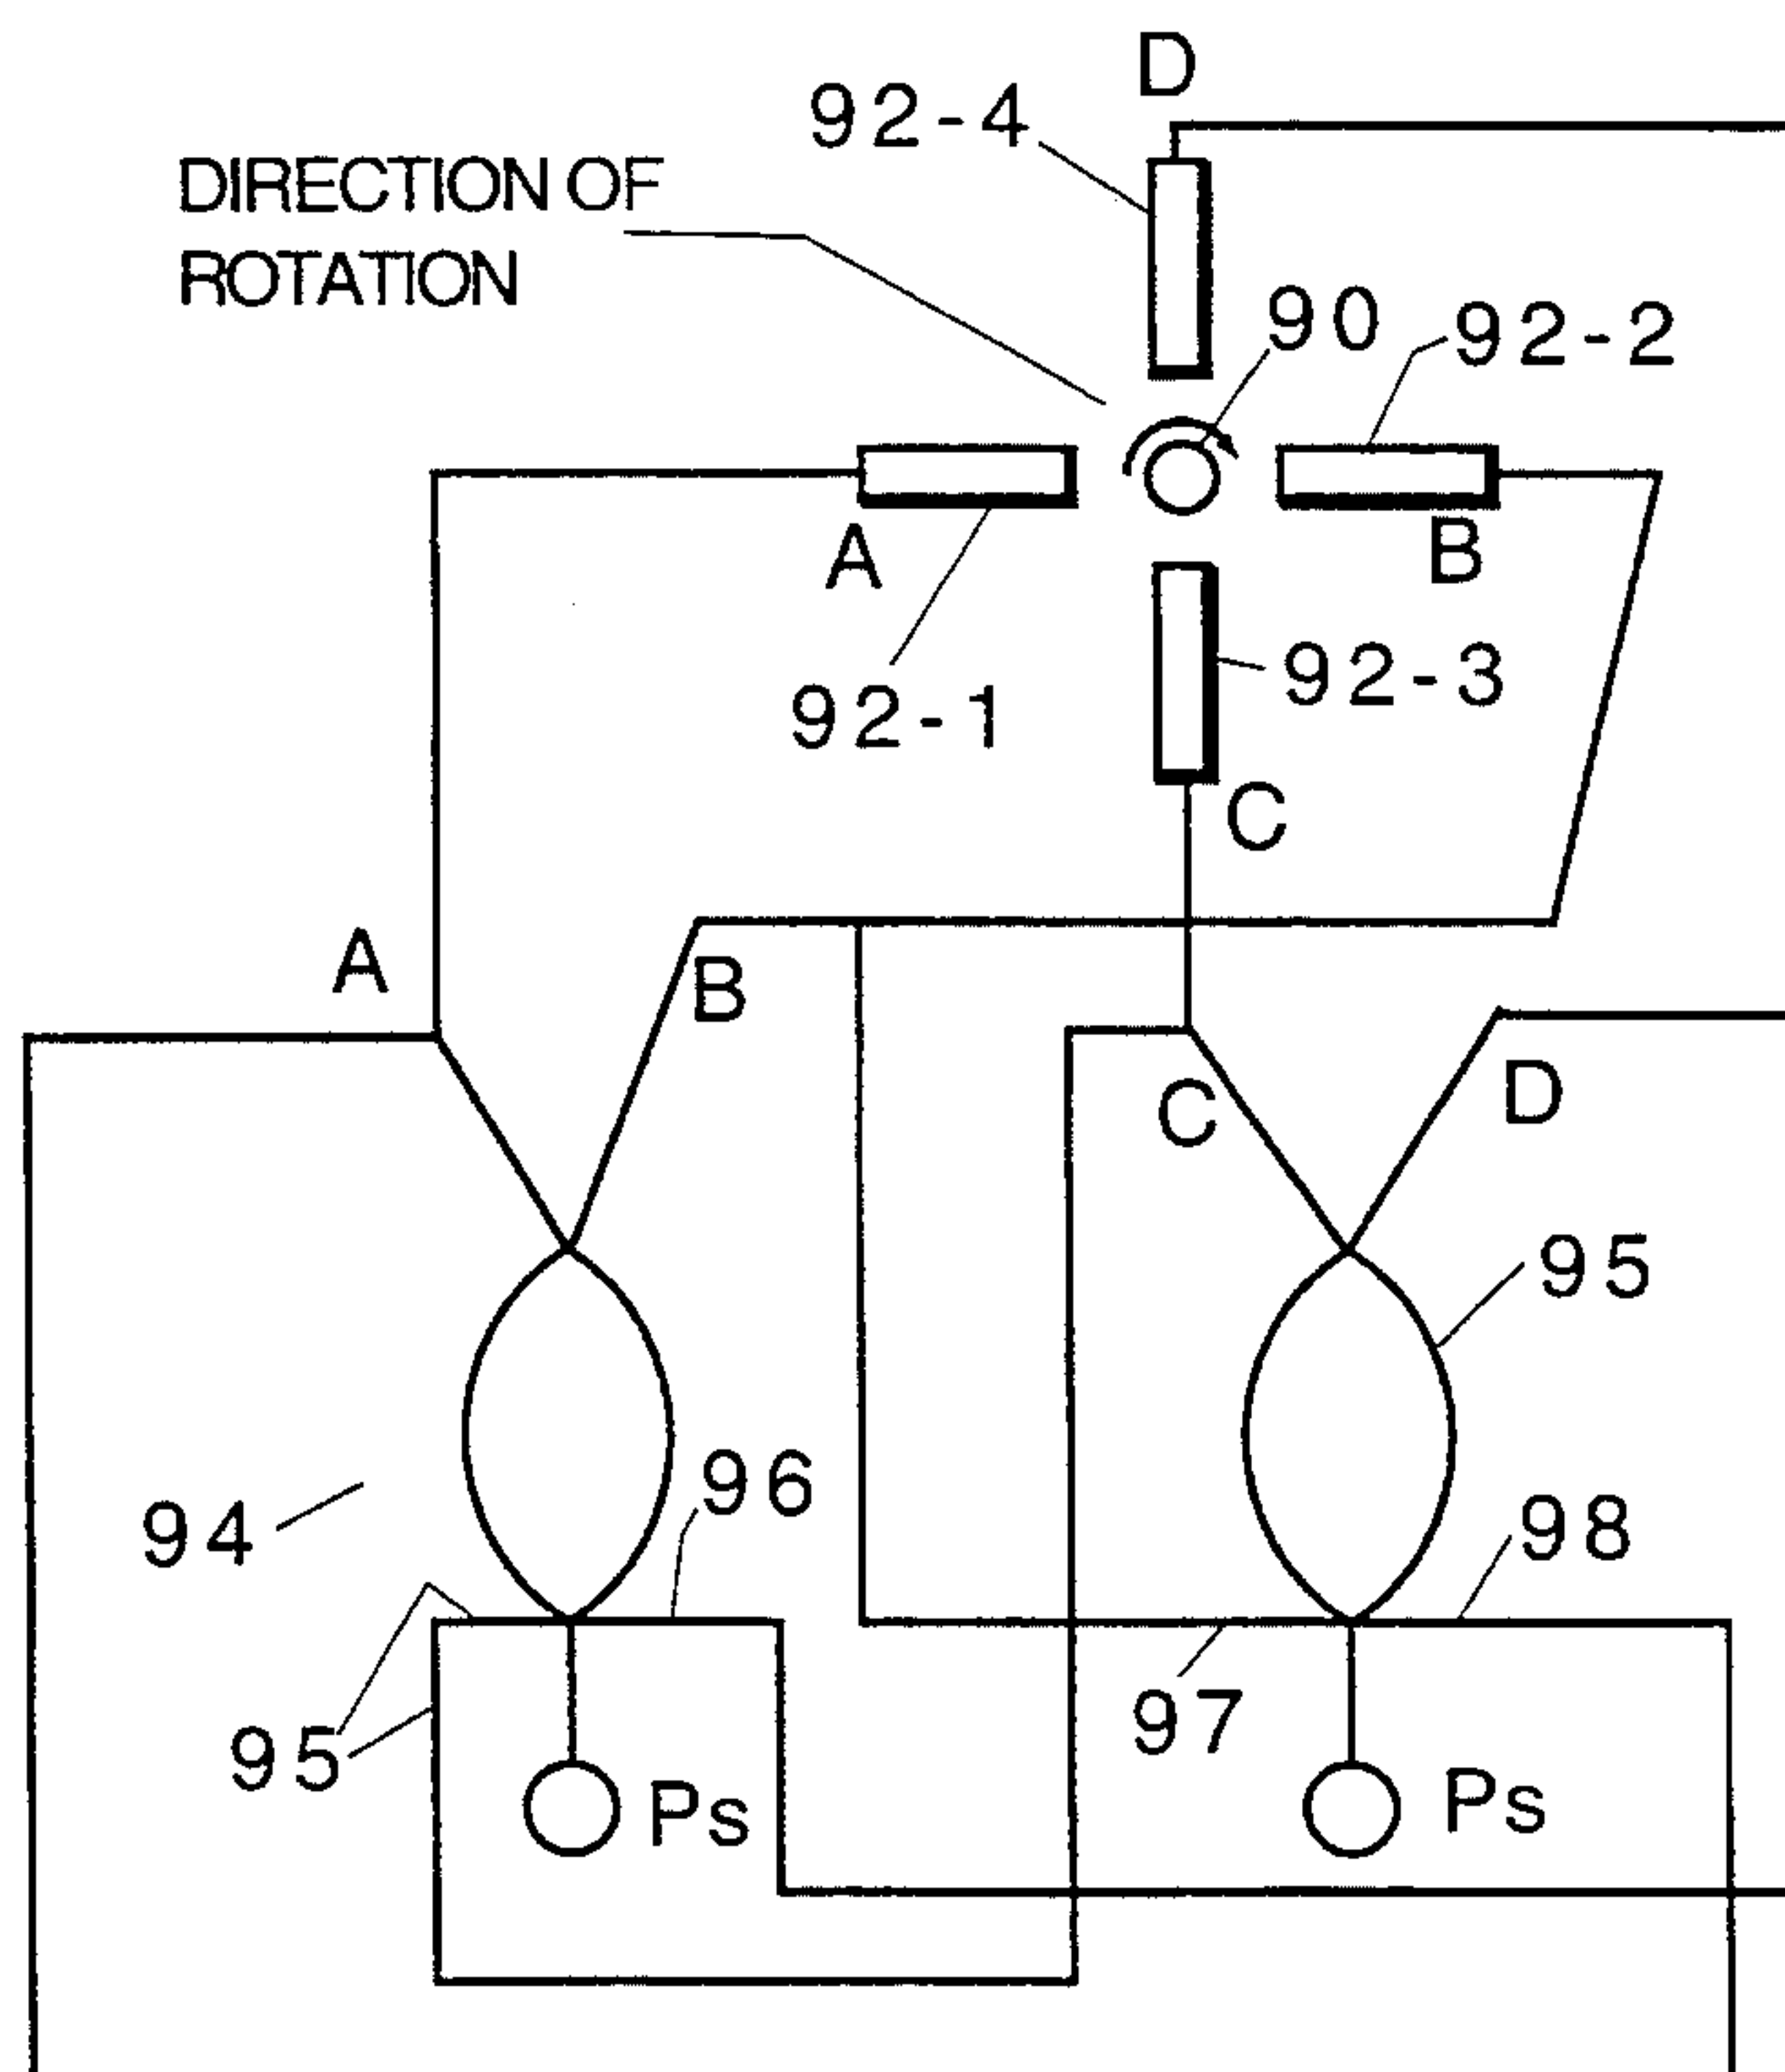 D
92-4
DIRECTION OF
ROTATION
90
92-2
A
B
92-1
92-3
C
A
B
C
D
95
94
96
98
95
97
Ps
Ps